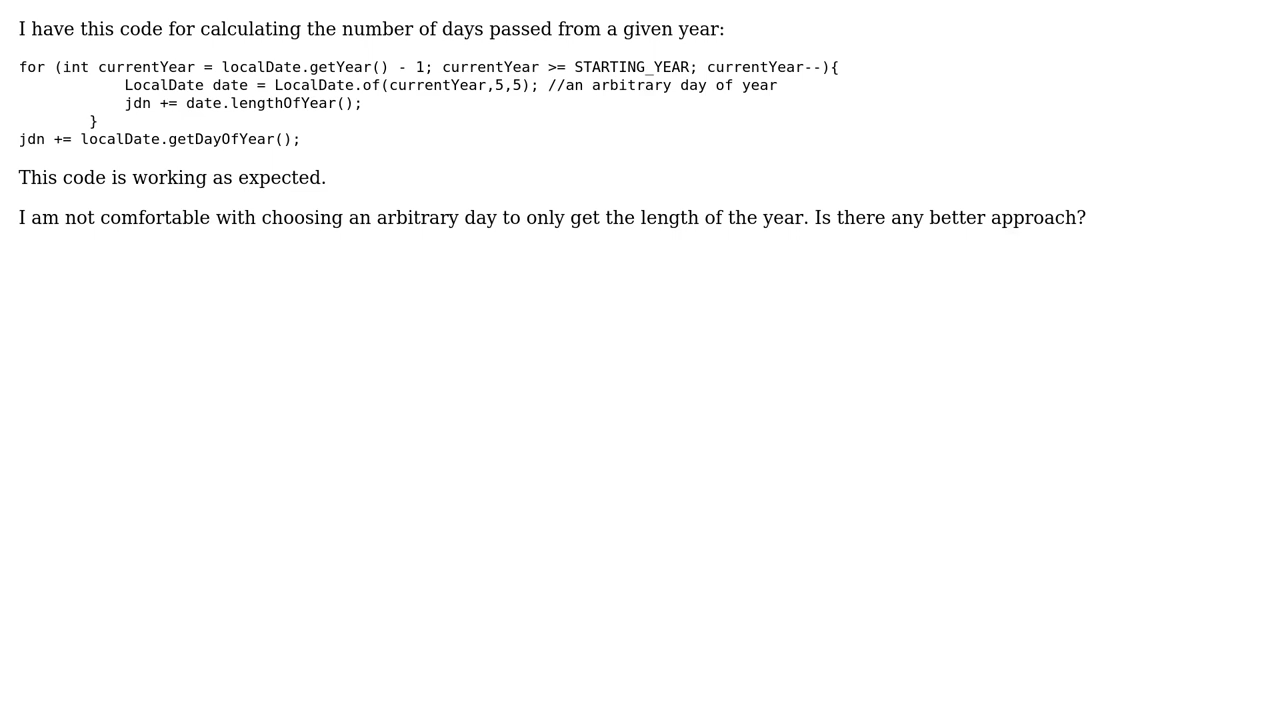 I have this code for calculating the number of days passed from a given year:
for (int currentYear = localDate.getYear() - 1; currentYear >= STARTING_YEAR; currentYear--){
            LocalDate date = LocalDate.of(currentYear,5,5); //an arbitrary day of year
            jdn += date.lengthOfYear();
        }
jdn += localDate.getDayOfYear();
This code is working as expected.
I am not comfortable with choosing an arbitrary day to only get the length of the year. Is there any better approach?